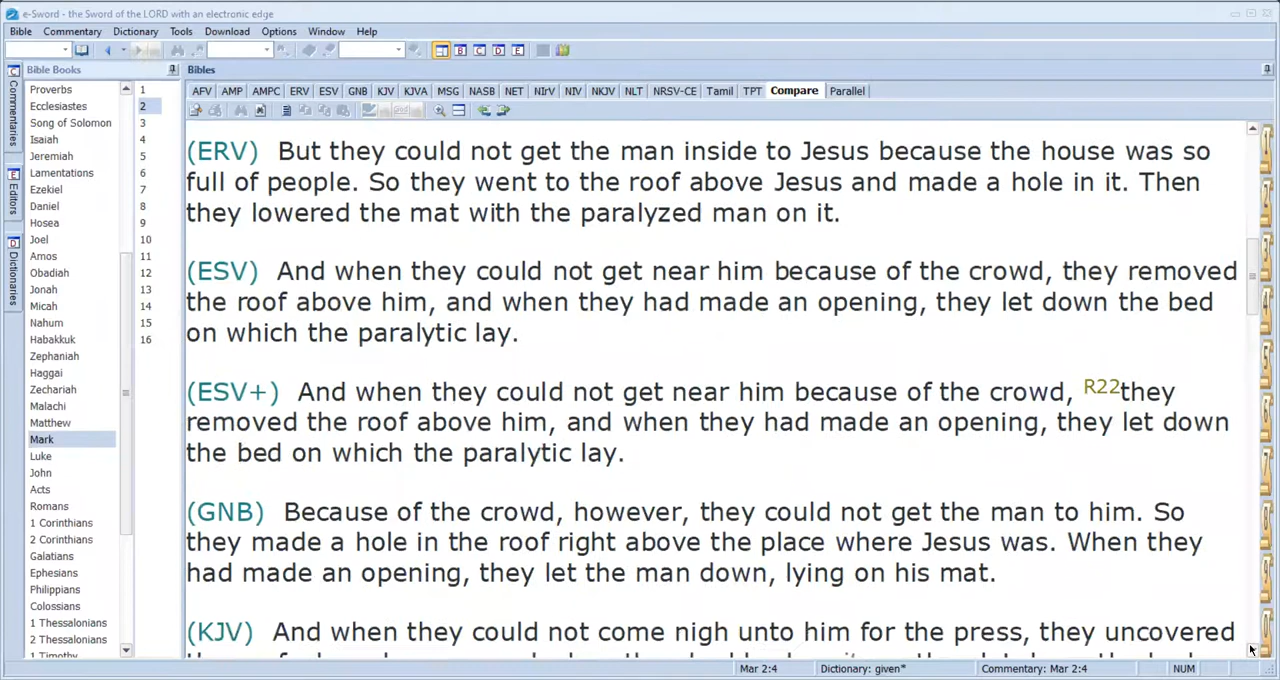 e-Sword - the Sword of the LORD with an electronic edge
Bible Commentary Dictionary Tools Download Options Window Help
B C D E
Bible Books
Bibles
C Commentaries
E Editors
D Dictionaries
Proverbs
Ecclesiastes
Song of Solomon
Isaiah
Jeremiah
Lamentations
Ezekiel
Daniel
Hosea
Joel
Amos
Obadiah
Jonah
Micah
Nahum
Habakkuk
Zephaniah
Haggai
Zechariah
Malachi
Matthew
Mark
Luke
John
Acts
Romans
1 Corinthians
2 Corinthians
Galatians
Ephesians
Philippians
Colossians
1 Thessalonians
2 Thessalonians
1 Timothy
1
2
3
4
5
6
7
8
9
10
11
12
13
14
15
16
AFV AMP AMPC ERV ESV GNB KJV KJVA MSG NASB NET NIrV NIV NKJV NLT NRSV-CE Tamil TPT Compare Parallel
(ERV) But they could not get the man inside to Jesus because the house was so
full of people. So they went to the roof above Jesus and made a hole in it. Then
they lowered the mat with the paralyzed man on it.
(ESV) And when they could not get near him because of the crowd, they removed
the roof above him, and when they had made an opening, they let down the bed
on which the paralytic lay.
(ESV+) And when they could not get near him because of the crowd, R22they
removed the roof above him, and when they had made an opening, they let down
the bed on which the paralytic lay.
(GNB) Because of the crowd, however, they could not get the man to him. So
they made a hole in the roof right above the place where Jesus was. When they
had made an opening, they let the man down, lying on his mat.
(KJV) And when they could not come nigh unto him for the press, they uncovered
1
2
3
4
5
6
7
8
9
0
Mar 2:4 Dictionary: given* Commentary: Mar 2:4 NUM